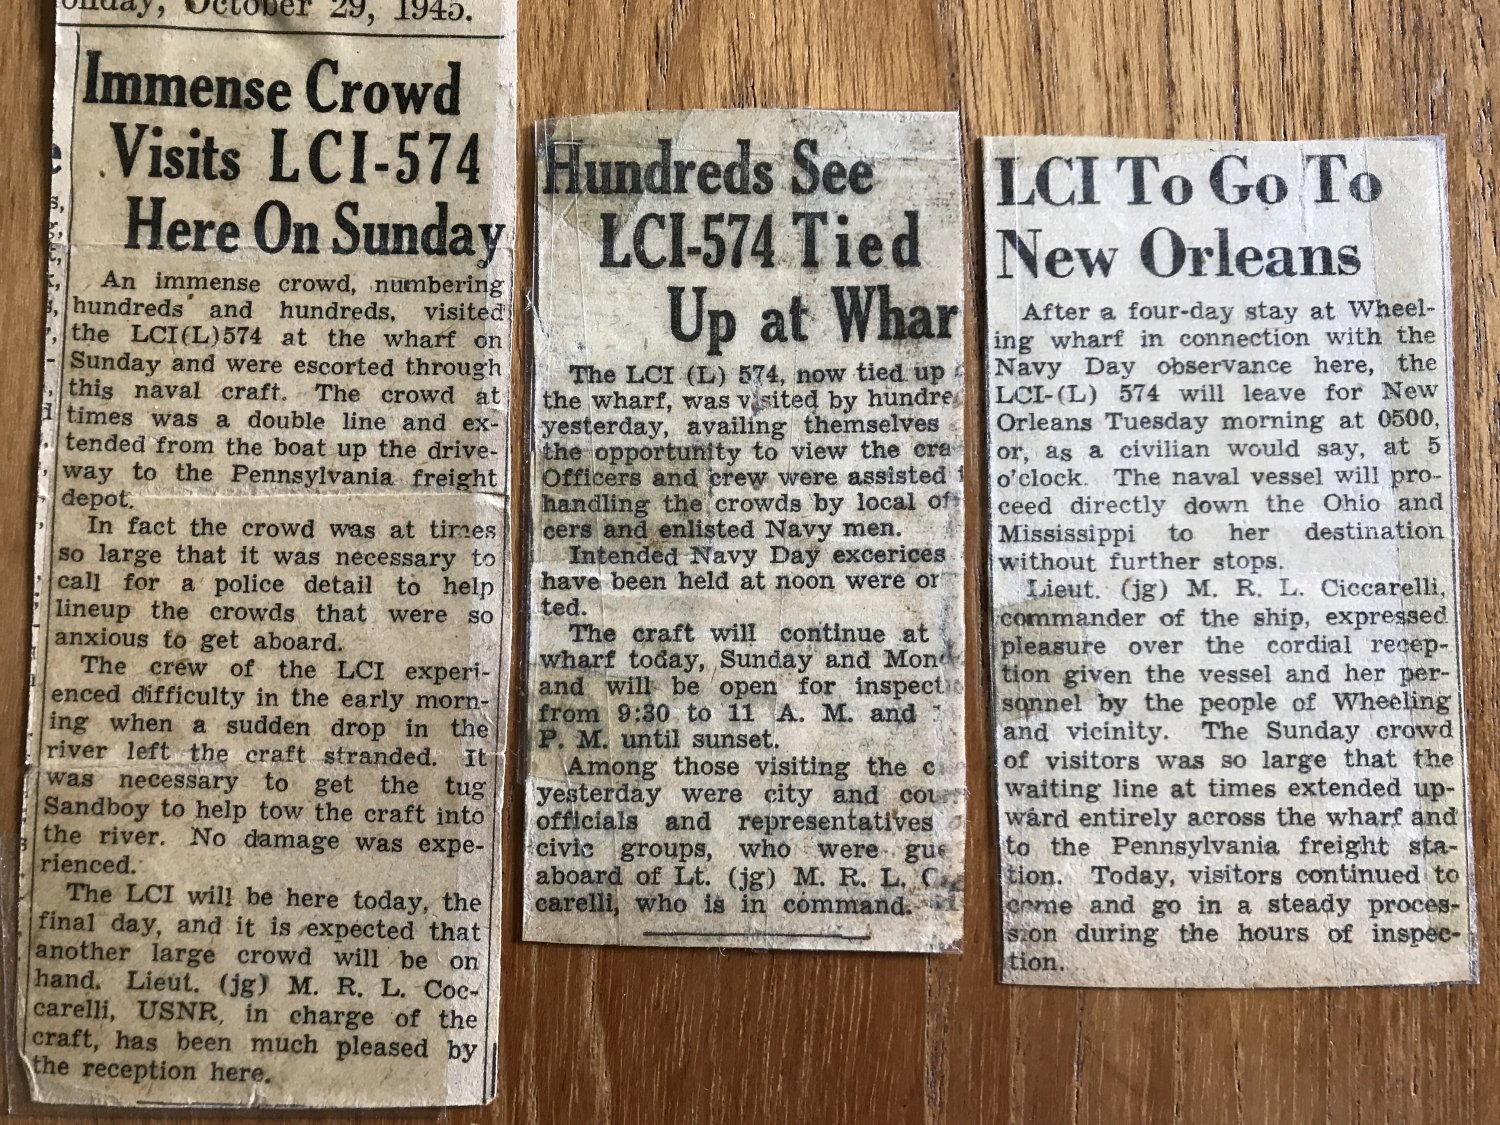 onday, October 29, 1945.
Immense Crowd
Visits LCI-574
Here On Sunday
An immense crowd, numbering
hundreds and hundreds, visited
the LCI(L)574 at the wharf on
Sunday and were escorted through
this naval craft. The crowd at
times was a double line and ex-
tended from the boat up the drive-
way to the Pennsylvania freight
depot.
In fact the crowd was at times
so large that it was necessary to
call for a police detail to help
lineup the crowds that were so
anxious to get aboard.
The crew of the LCI experi-
enced difficulty in the early morn-
ing when a sudden drop in the
river left the craft stranded. It
was necessary to get the tug
Sandboy to help tow the craft into
the river. No damage was expe-
rienced.
The LCI will be here today, the
final day, and it is expected that
another large crowd will be on
hand. Lieut. (jg) M. R. L. Coc-
carelli, USNR, in charge of the
craft, has been much pleased by
the reception here.
Hundreds See
LCI-574 Tied
Up at Whar
The LCI (L) 574, now tied up
the wharf, was visited by hundre
yesterday, availing themselves
the opportunity to view the cra
Officers and crew were assisted
handling the crowds by local of
cers and enlisted Navy men.
Intended Navy Day excerices
have been held at noon were or
ted.
The craft will continue at
wharf today, Sunday and Mond
and will be open for inspect
from 9:30 to 11 A. M. and
P. M. until sunset.
Among those visiting the c
yesterday were city and cou
officials and representatives
civic groups, who were gue
aboard of Lt. (jg) M. R. L. C
carelli, who is in command.
LCI To Go To
New Orleans
After a four-day stay at Wheel-
ing wharf in connection with the
Navy Day observance here, the
LCI-(L) 574 will leave for New
Orleans Tuesday morning at 0500,
or, as a civilian would say, at 5
o'clock. The naval vessel will pro-
ceed directly down the Ohio and
Mississippi to her destination
without further stops.
Lieut. (jg) M. R. L. Ciccarelli,
commander of the ship, expressed
pleasure over the cordial recep-
tion given the vessel and her per-
sonnel by the people of Wheeling
and vicinity. The Sunday crowd
of visitors was so large that the
waiting line at times extended up-
ward entirely across the wharf and
to the Pennsylvania freight sta-
tion. Today, visitors continued to
come and go in a steady proces-
sion during the hours of inspec-
tion.